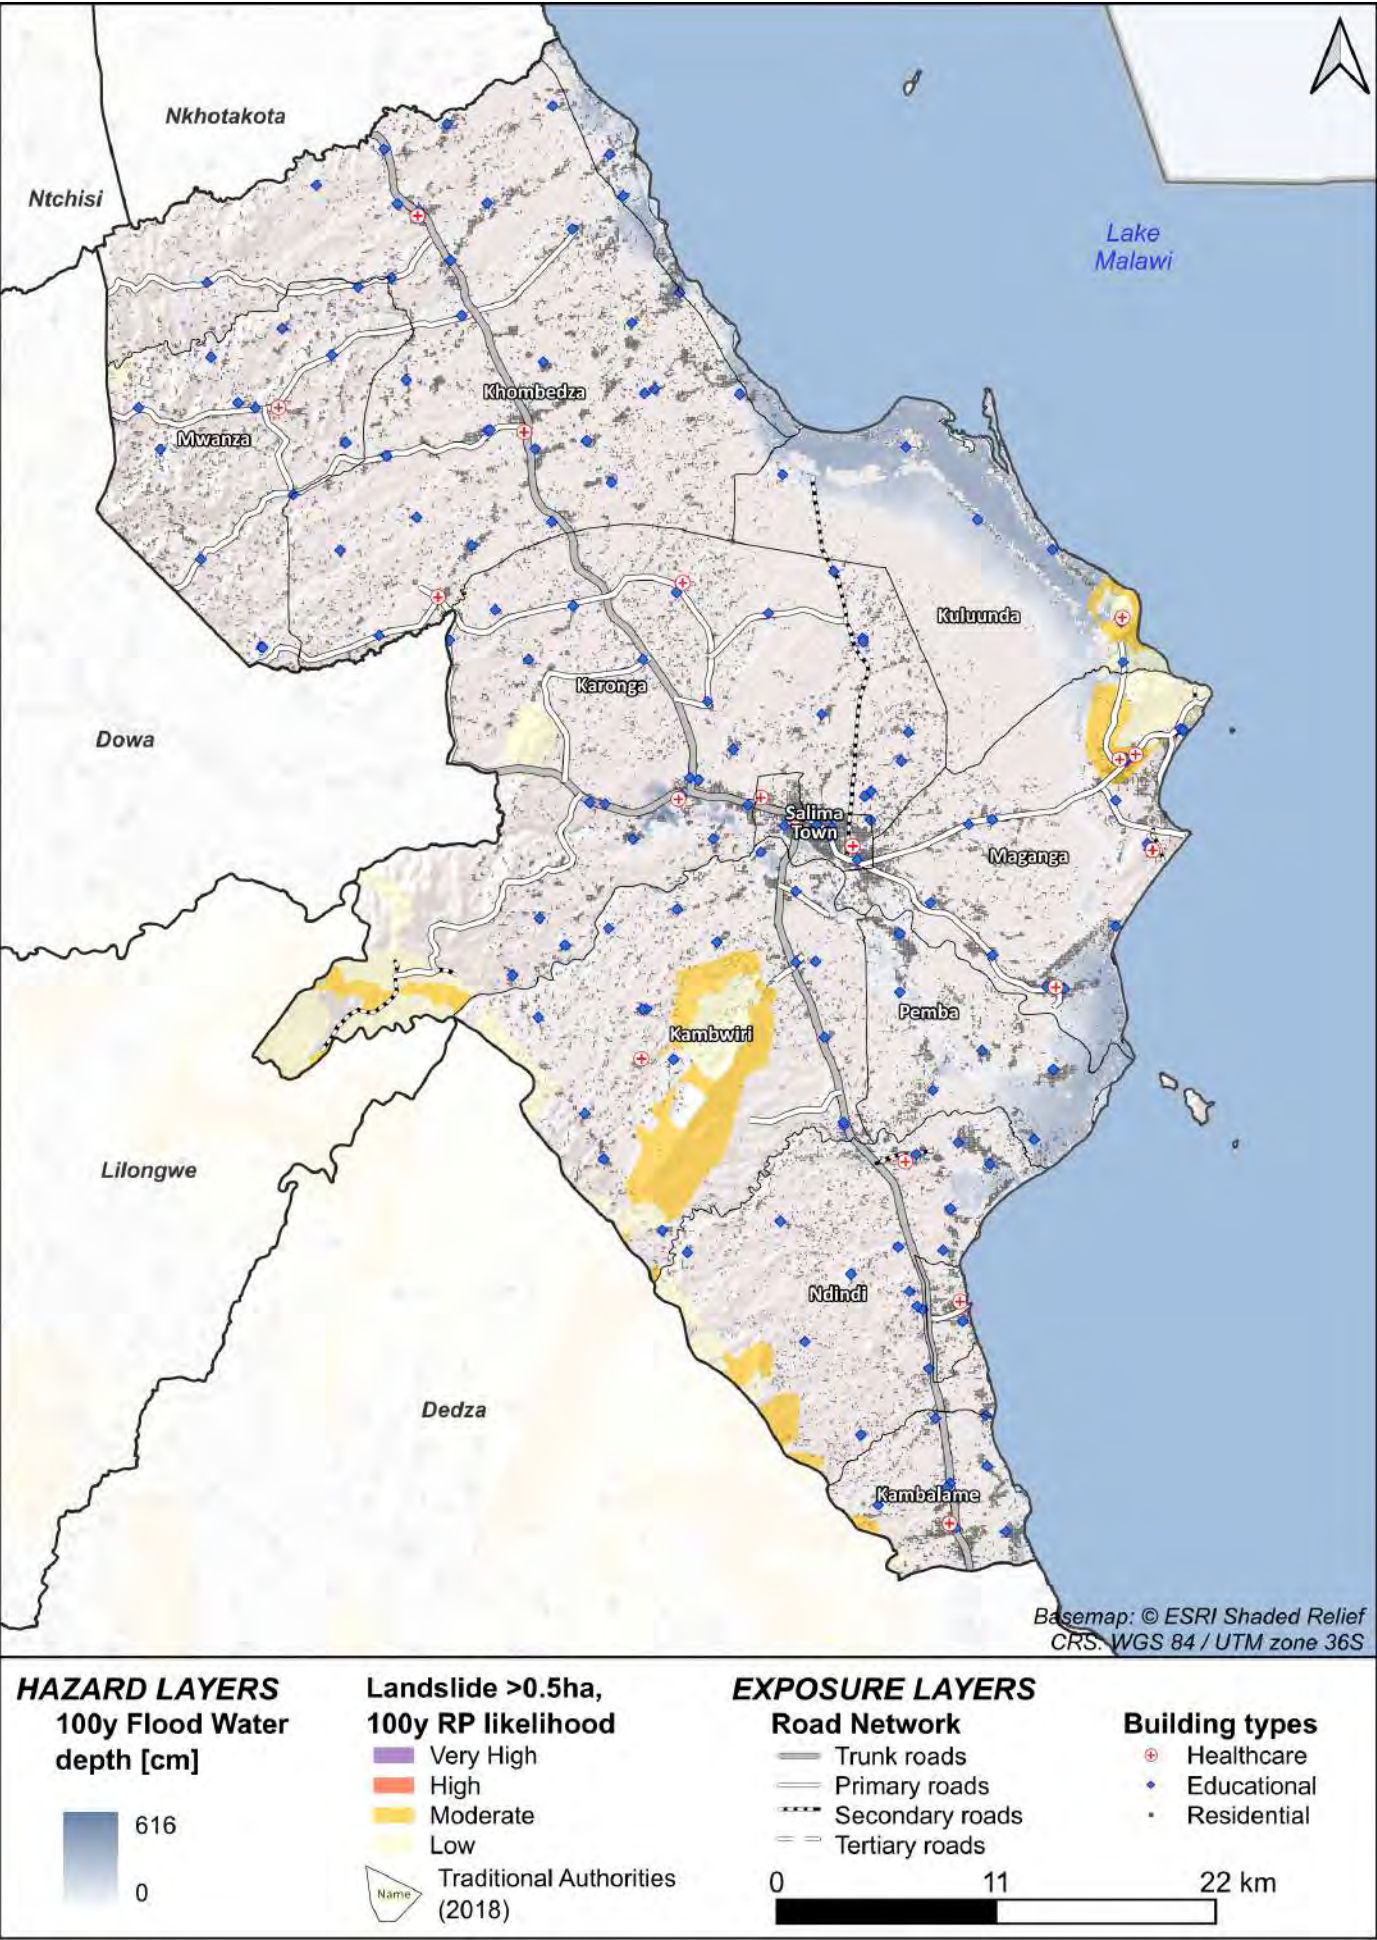 Nkhotakota
Ntchisi
Lake
Malawi
Khombedza
Mwanza
Kuluunda
Karonga
Dowa
Salima
Town
Maganga
Pemba
Kambwiri
Lilongwe
Ndindi
Dedza
Kambalame
Basemap: © ESRI Shaded Relief
CRS: WGS 84 / UTM zone 36S
HAZARD LAYERS
100y Flood Water
depth [cm]
616
0
Landslide >0.5ha,
100y RP likelihood
Very High
High
Moderate
Low
Name
Traditional Authorities
(2018)
EXPOSURE LAYERS
Road Network
Trunk roads
Primary roads
Secondary roads
Tertiary roads
Building types
Healthcare
Educational
Residential
0 11 22 km